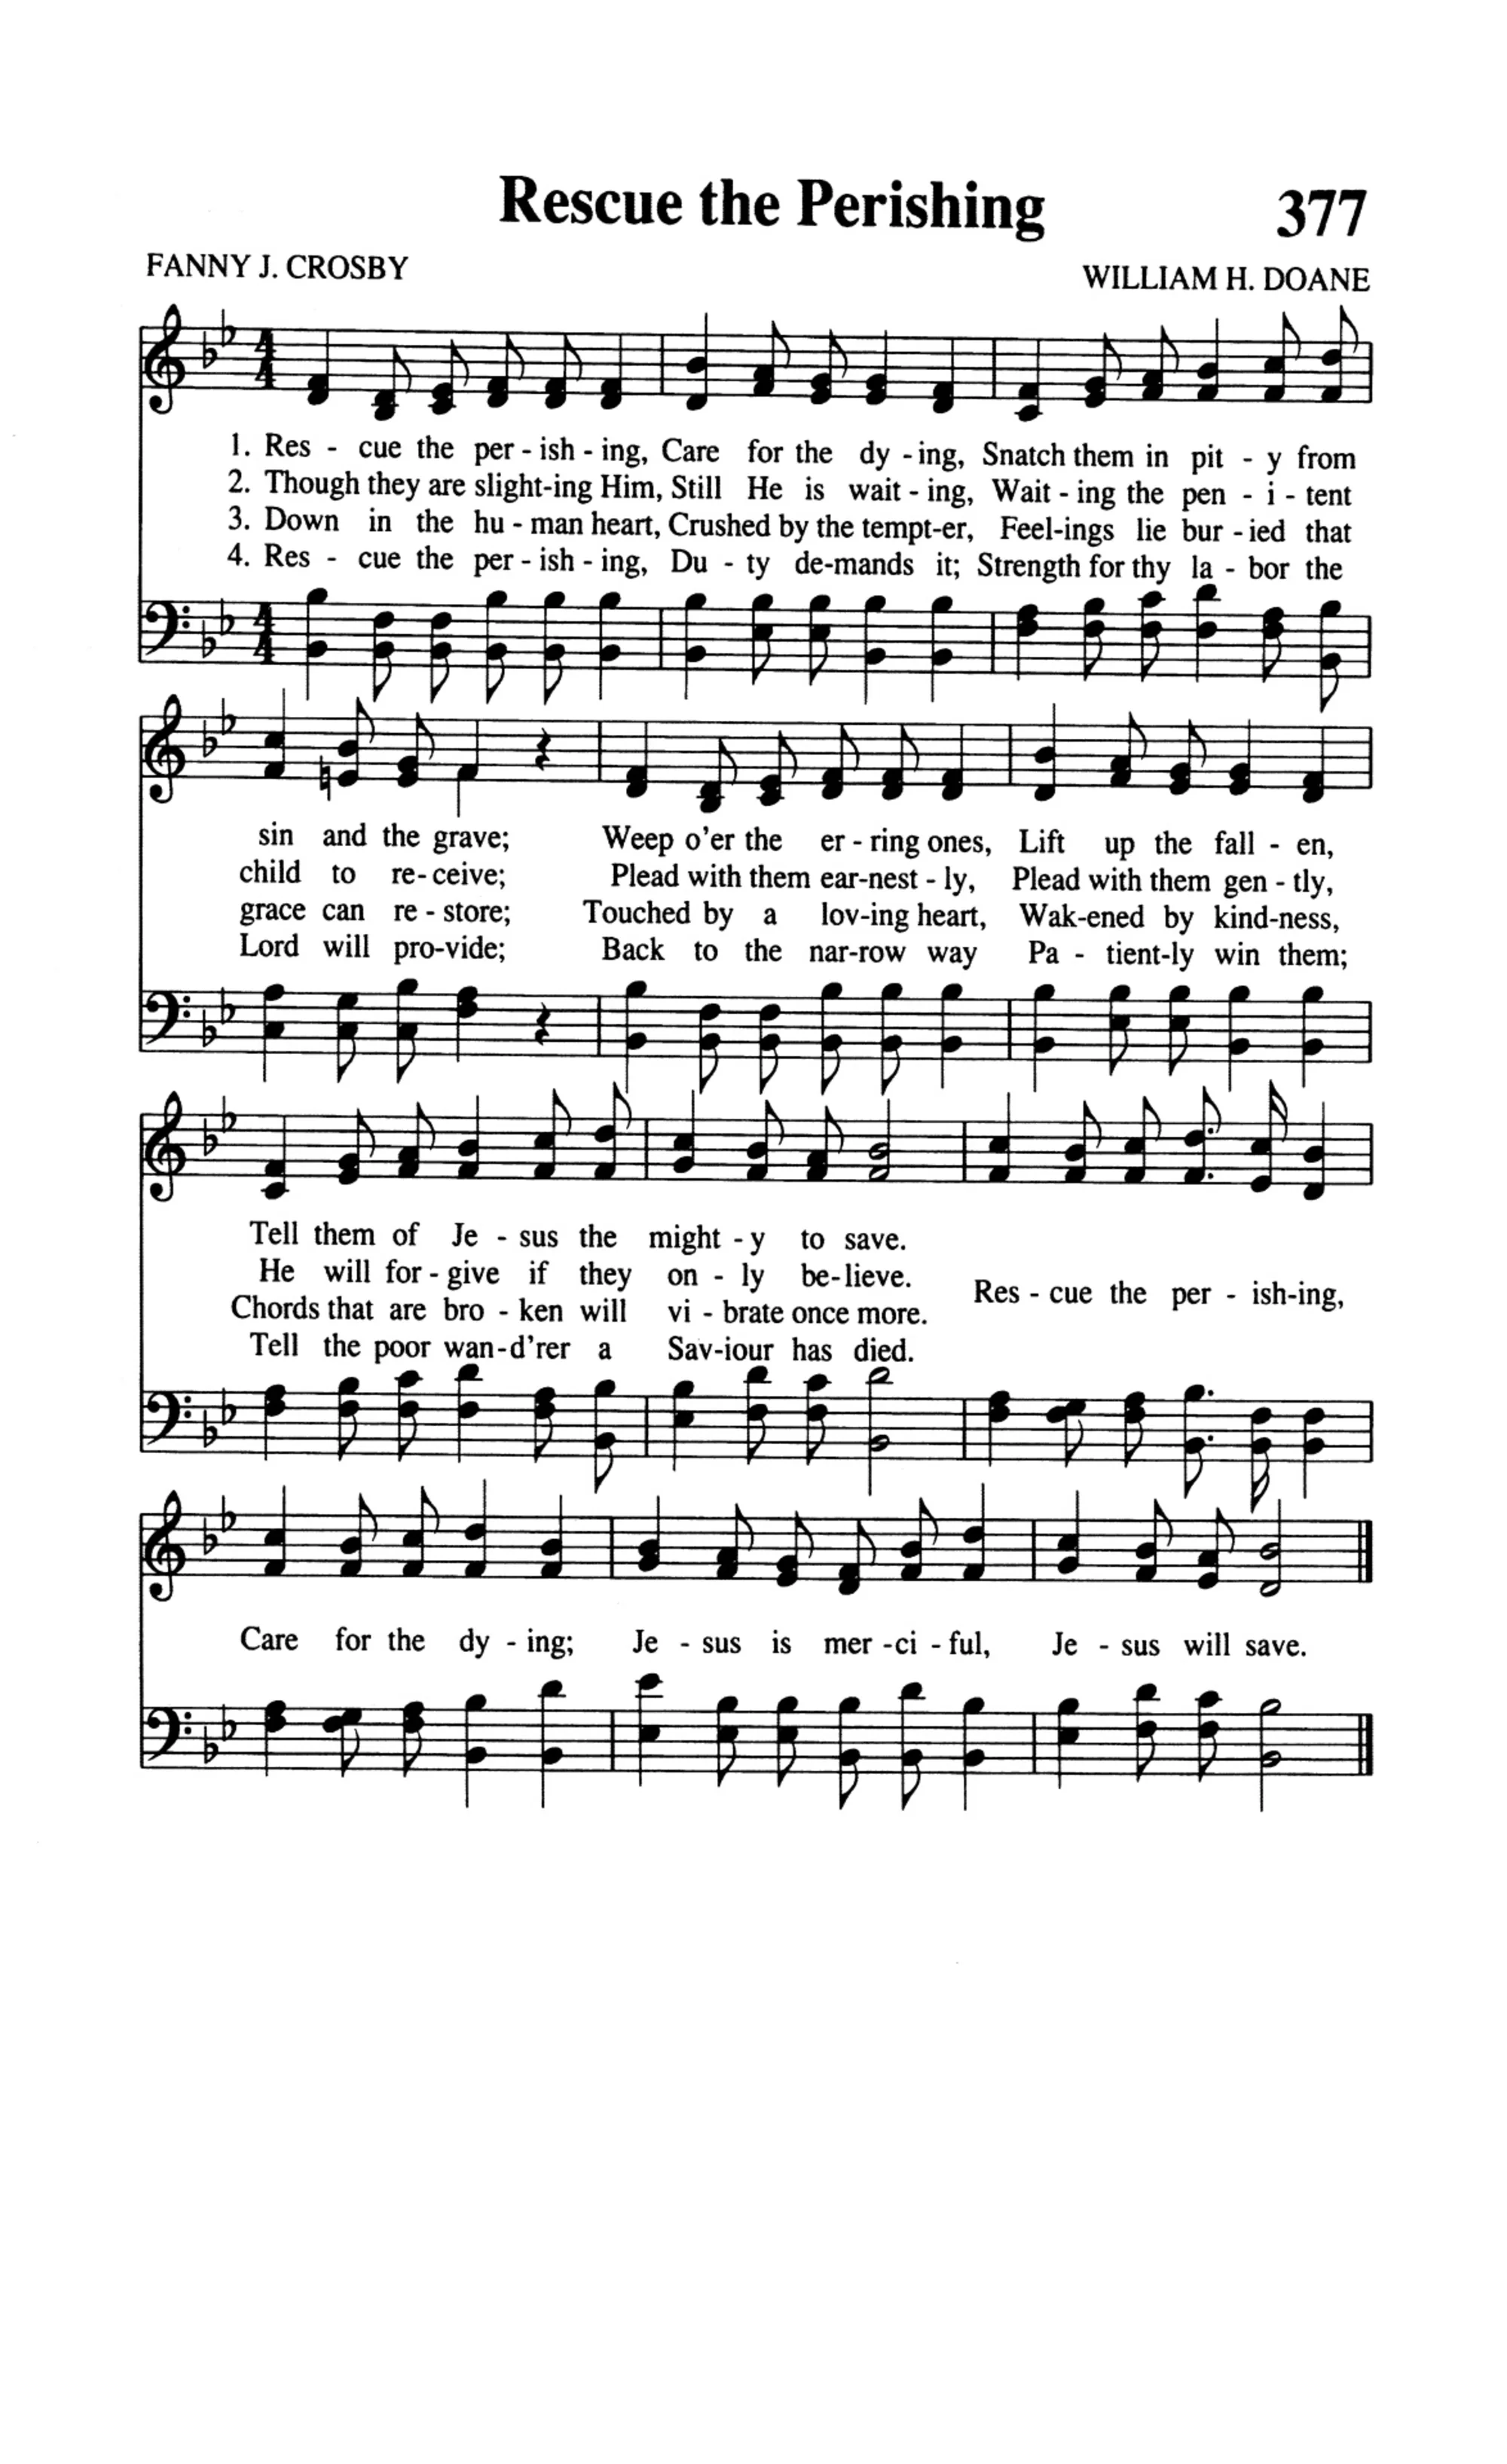 Rescue the Perishing 377
FANNY J. CROSBY
WILLIAM H. DOANE
4
4
1. Res - cue the per - ish - ing, Care for the dy - ing, Snatch them in pit - y from
2. Though they are slight-ing Him, Still He is wait - ing, Wait - ing the pen - i - tent
3. Down in the hu - man heart, Crushed by the tempt-er, Feel-ings lie bur - ied that
4. Res - cue the per - ish - ing, Du - ty de-mands it; Strength for thy la - bor the
4
4
sin and the grave; Weep o'er the er - ring ones, Lift up the fall - en,
child to re - ceive; Plead with them ear-nest - ly, Plead with them gen - tly,
grace can re - store; Touched by a lov-ing heart, Wak-ened by kind-ness,
Lord will pro-vide; Back to the nar-row way Pa - tient-ly win them;
Tell them of Je - sus the might - y to save.
He will for - give if they on - ly be-lieve.
Res - cue the per - ish-ing,
Chords that are bro - ken will vi - brate once more.
Tell the poor wan-d'rer a Sav-iour has died.
Care for the dy - ing; Je - sus is mer -ci - ful, Je - sus will save.